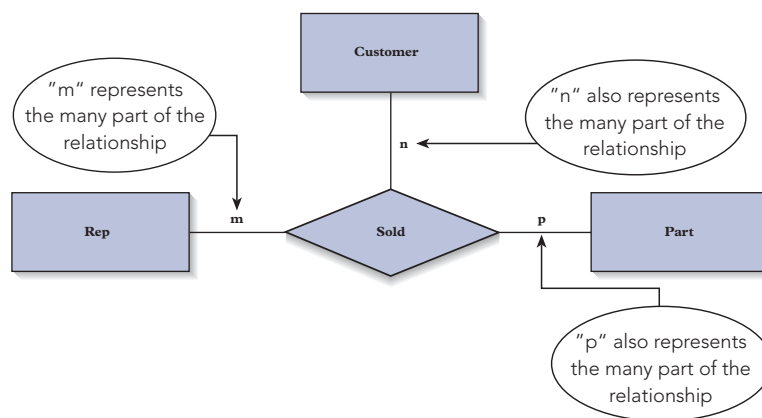 Customer
"m" represents
the many part of the
relationship
"n" also represents
the many part of the
relationship
n
Rep
m
Sold
p
Part
"p" also represents
the many part of the
relationship